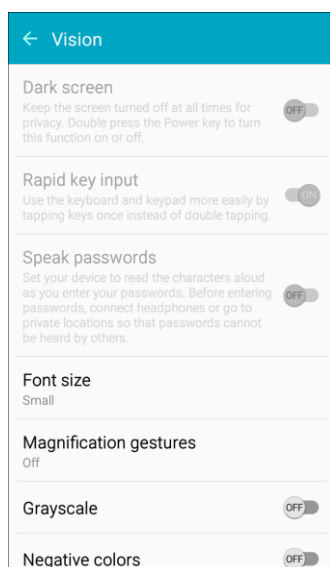 ← Vision
Dark screen
Keep the screen turned off at all times for
privacy. Double press the Power key to turn
this function on or off.
OFF
Rapid key input
Use the keyboard and keypad more easily by
tapping keys once instead of double tapping.
ON
Speak passwords
Set your device to read the characters aloud
as you enter your passwords. Before entering
passwords, connect headphones or go to
private locations so that passwords cannot
be heard by others.
OFF
Font size
Small
Magnification gestures
Off
Grayscale
OFF
Negative colors
OFF